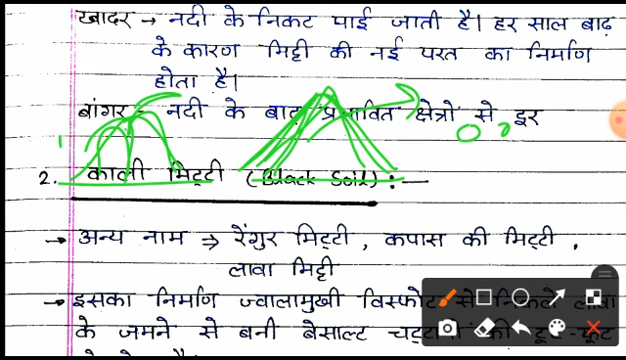 खादर → नदी के निकट पाई जाती है। हर साल बाढ़
के कारण मिट्टी की नई परत का निर्माण
होता है।
बांगर - नदी के बाढ़ प्रभावित क्षेत्रों से दूर
2. काली मिट्टी (Black Soil) :-
→ अन्य नाम ⇒ रेंगुर मिट्टी, कपास की मिट्टी,
लावा मिट्टी
→ इसका निर्माण ज्वालामुखी विस्फोट से निकले लावा
के जमने से बनी बेसाल्ट चट्टानों की टूट-फूट